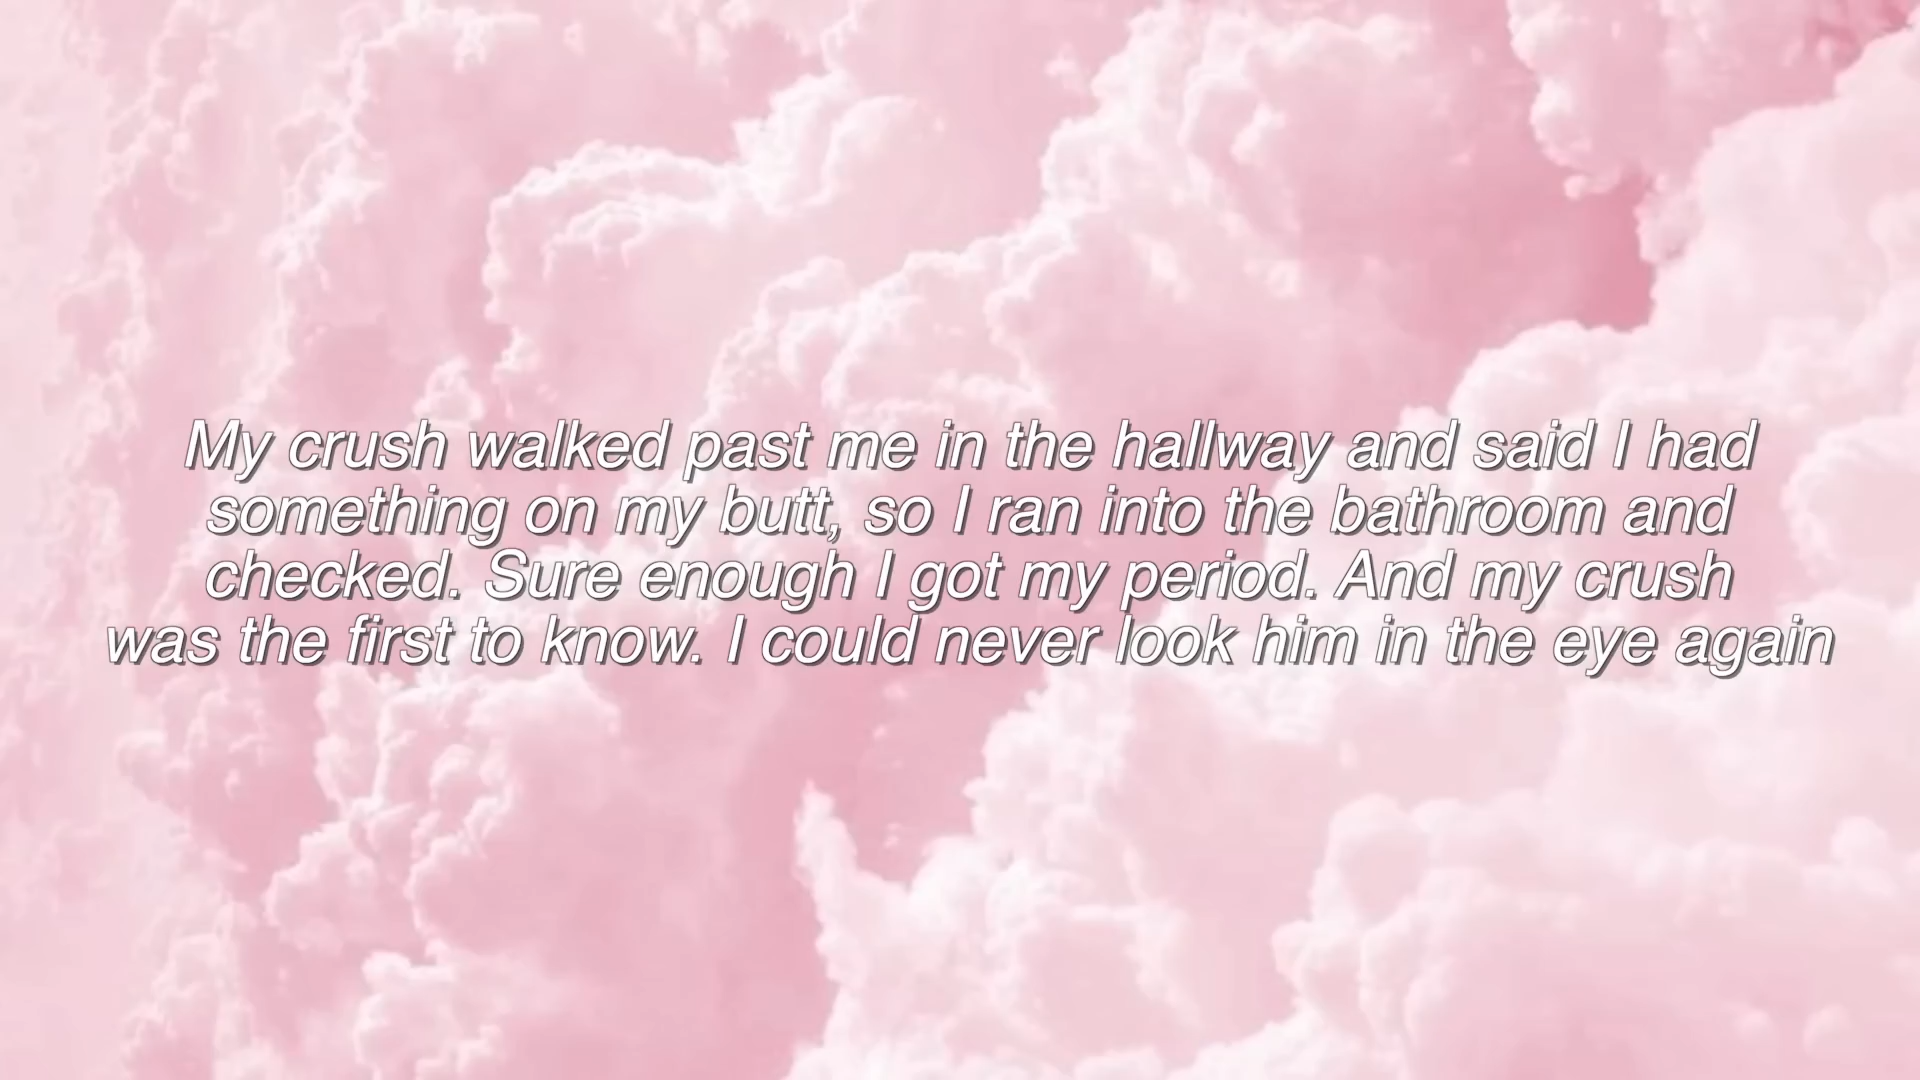 My crush walked past me in the hallway and said I had
something on my butt, so I ran into the bathroom and
checked. Sure enough I got my period. And my crush
was the first to know. I could never look him in the eye again